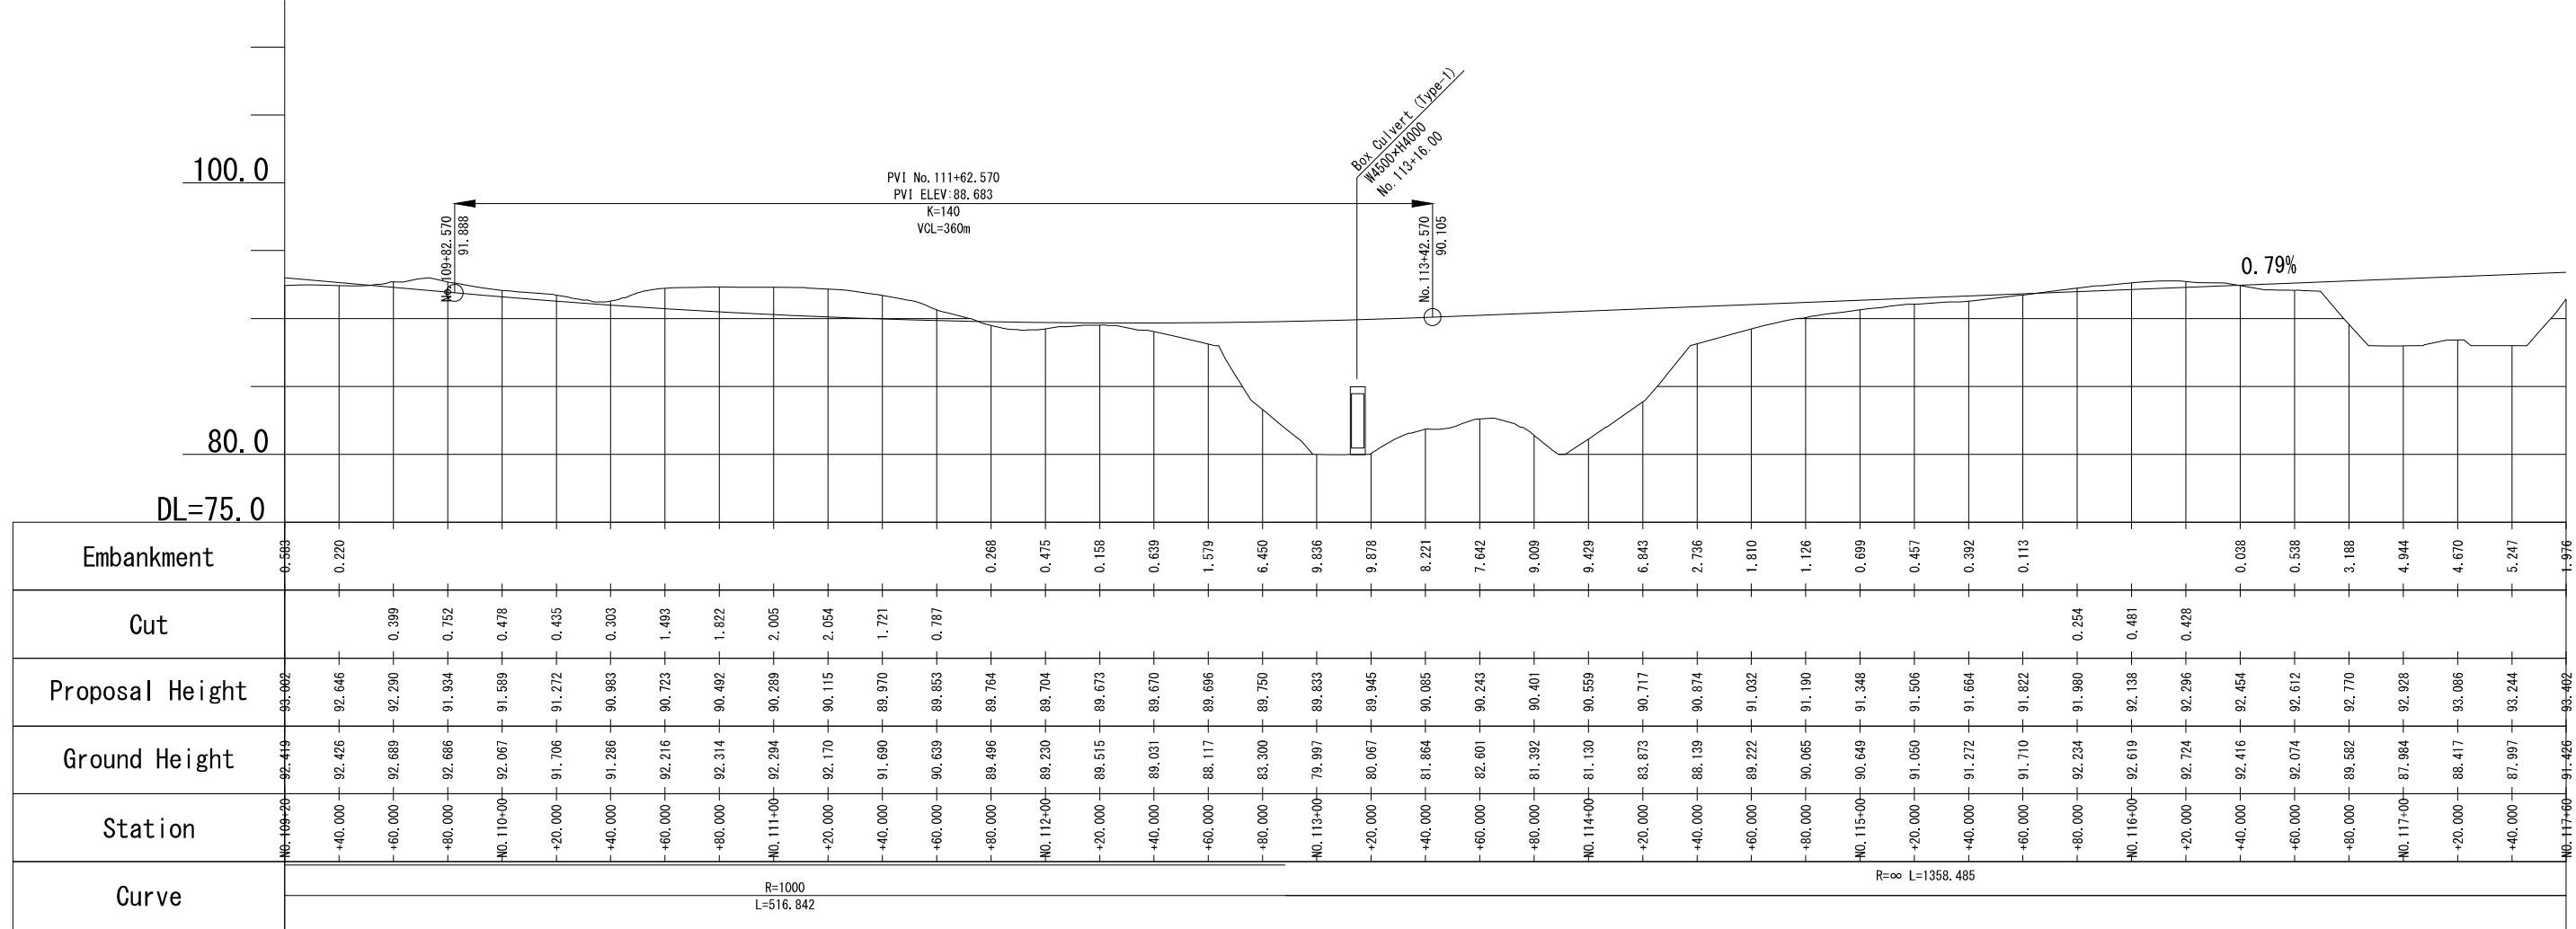 100.0
80.0
DL=75.0
PVI No.111+62.570
PVI ELEV:88.683
K=140
VCL=360m
No.109+82.570
91.888
No.113+42.570
90.105
Box Culvert (Type-1)
W4500×H4000
No.113+16.00
0.79%
Embankment
0.583 0.220 0.268 0.475 0.158 0.639 1.579 6.450 9.836 9.878 8.221 7.642 9.009 9.429 6.843 2.736 1.810 1.126 0.699 0.457 0.392 0.113 0.038 0.538 3.188 4.944 4.670 5.247 1.976
Cut
0.399 0.752 0.478 0.435 0.303 1.493 1.822 2.005 2.054 1.721 0.787 0.254 0.481 0.428
Proposal Height
93.002 92.646 92.290 91.934 91.589 91.272 90.983 90.723 90.492 90.289 90.115 89.970 89.853 89.764 89.704 89.673 89.670 89.696 89.750 89.833 89.945 90.085 90.243 90.401 90.559 90.717 90.874 91.032 91.190 91.348 91.506 91.664 91.822 91.980 92.138 92.296 92.454 92.612 92.770 92.928 93.086 93.244 93.402
Ground Height
92.419 92.426 92.689 92.686 92.067 91.706 91.286 92.216 92.314 92.294 92.170 91.690 90.639 89.496 89.230 89.515 89.031 88.117 83.300 79.997 80.067 81.864 82.601 81.392 81.130 83.873 88.139 89.222 90.065 90.649 91.050 91.272 91.710 92.234 92.619 92.724 92.416 92.074 89.582 87.984 88.417 87.997 91.426
Station
NO.109+20 +40.000 +60.000 +80.000 NO.110+00 +20.000 +40.000 +60.000 +80.000 NO.111+00 +20.000 +40.000 +60.000 +80.000 NO.112+00 +20.000 +40.000 +60.000 +80.000 NO.113+00 +20.000 +40.000 +60.000 +80.000 NO.114+00 +20.000 +40.000 +60.000 +80.000 NO.115+00 +20.000 +40.000 +60.000 +80.000 NO.116+00 +20.000 +40.000 +60.000 +80.000 NO.117+00 +20.000 +40.000 NO.117+60
Curve
R=1000
L=516.842
R=∞ L=1358.485